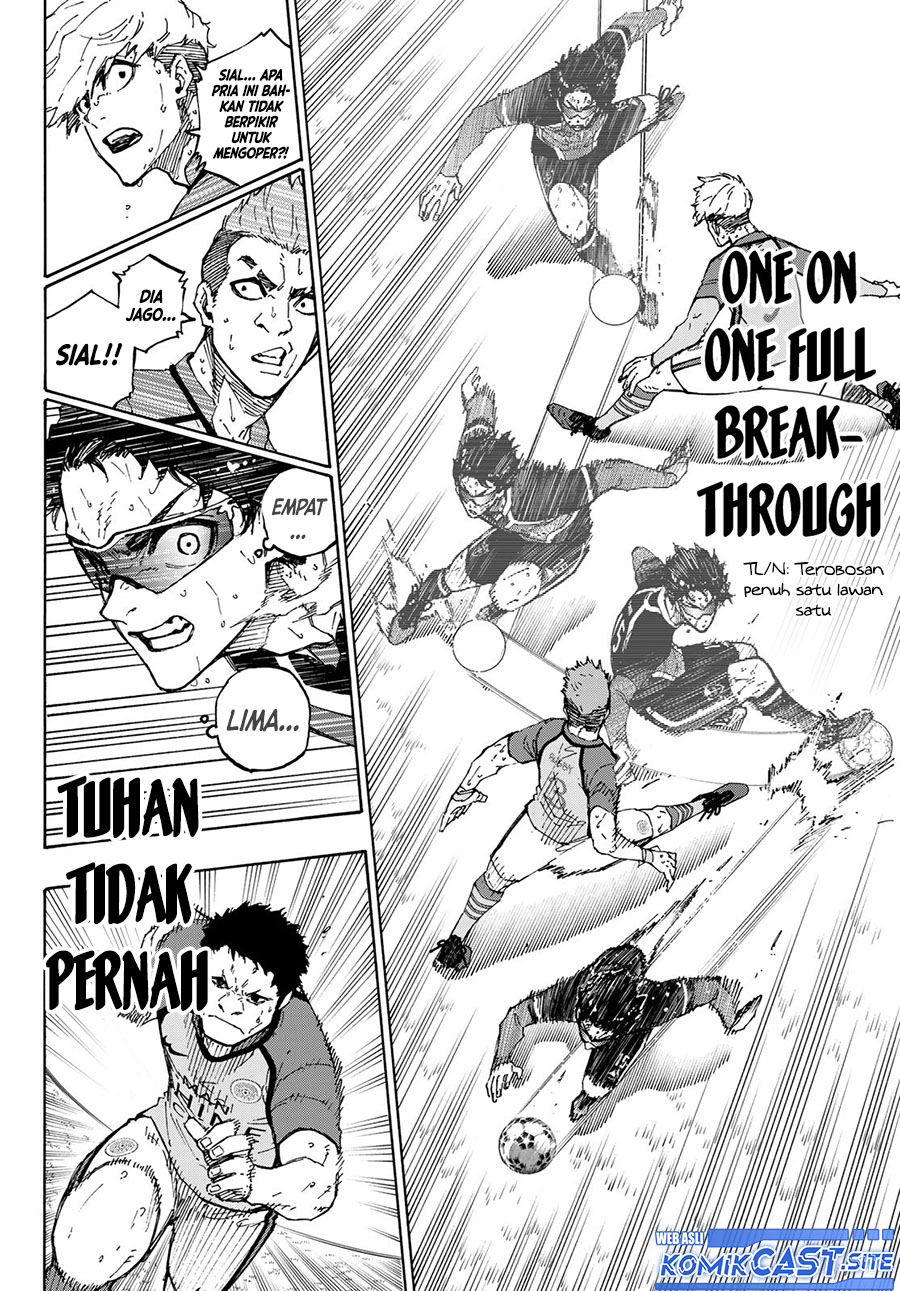 ONE ON
ONE FULL
BREAK-
THROUGH
TL/N: Terobosan
penuh satu lawan
satu
SIAL... APA
PRIA INI BAH-
KAN TIDAK
BERPIKIR
UNTUK
MENGOPER?!
DIA
JAGO...
SIAL!!
EMPAT
...
LIMA...
TUHAN
TIDAK
PERNAH
WEB ASLI
KOMIKCAST.SITE